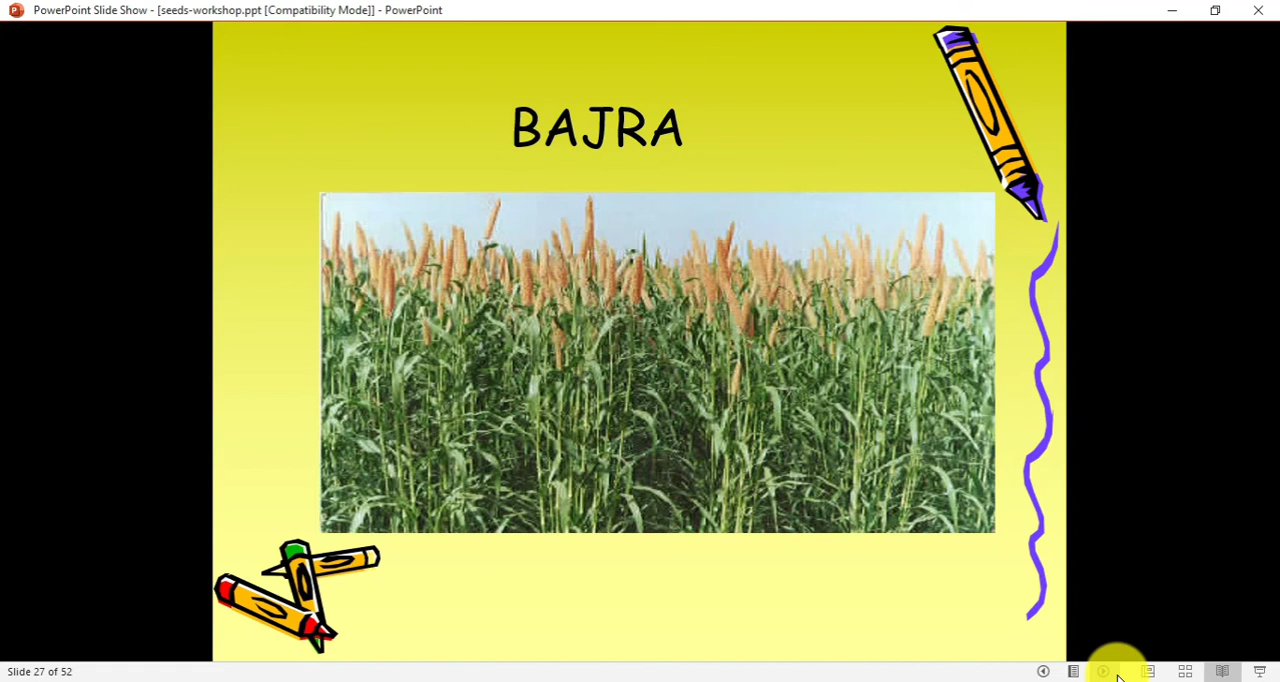 PowerPoint Slide Show - [seeds-workshop.ppt [Compatibility Mode]] - PowerPoint
BAJRA
Slide 27 of 52